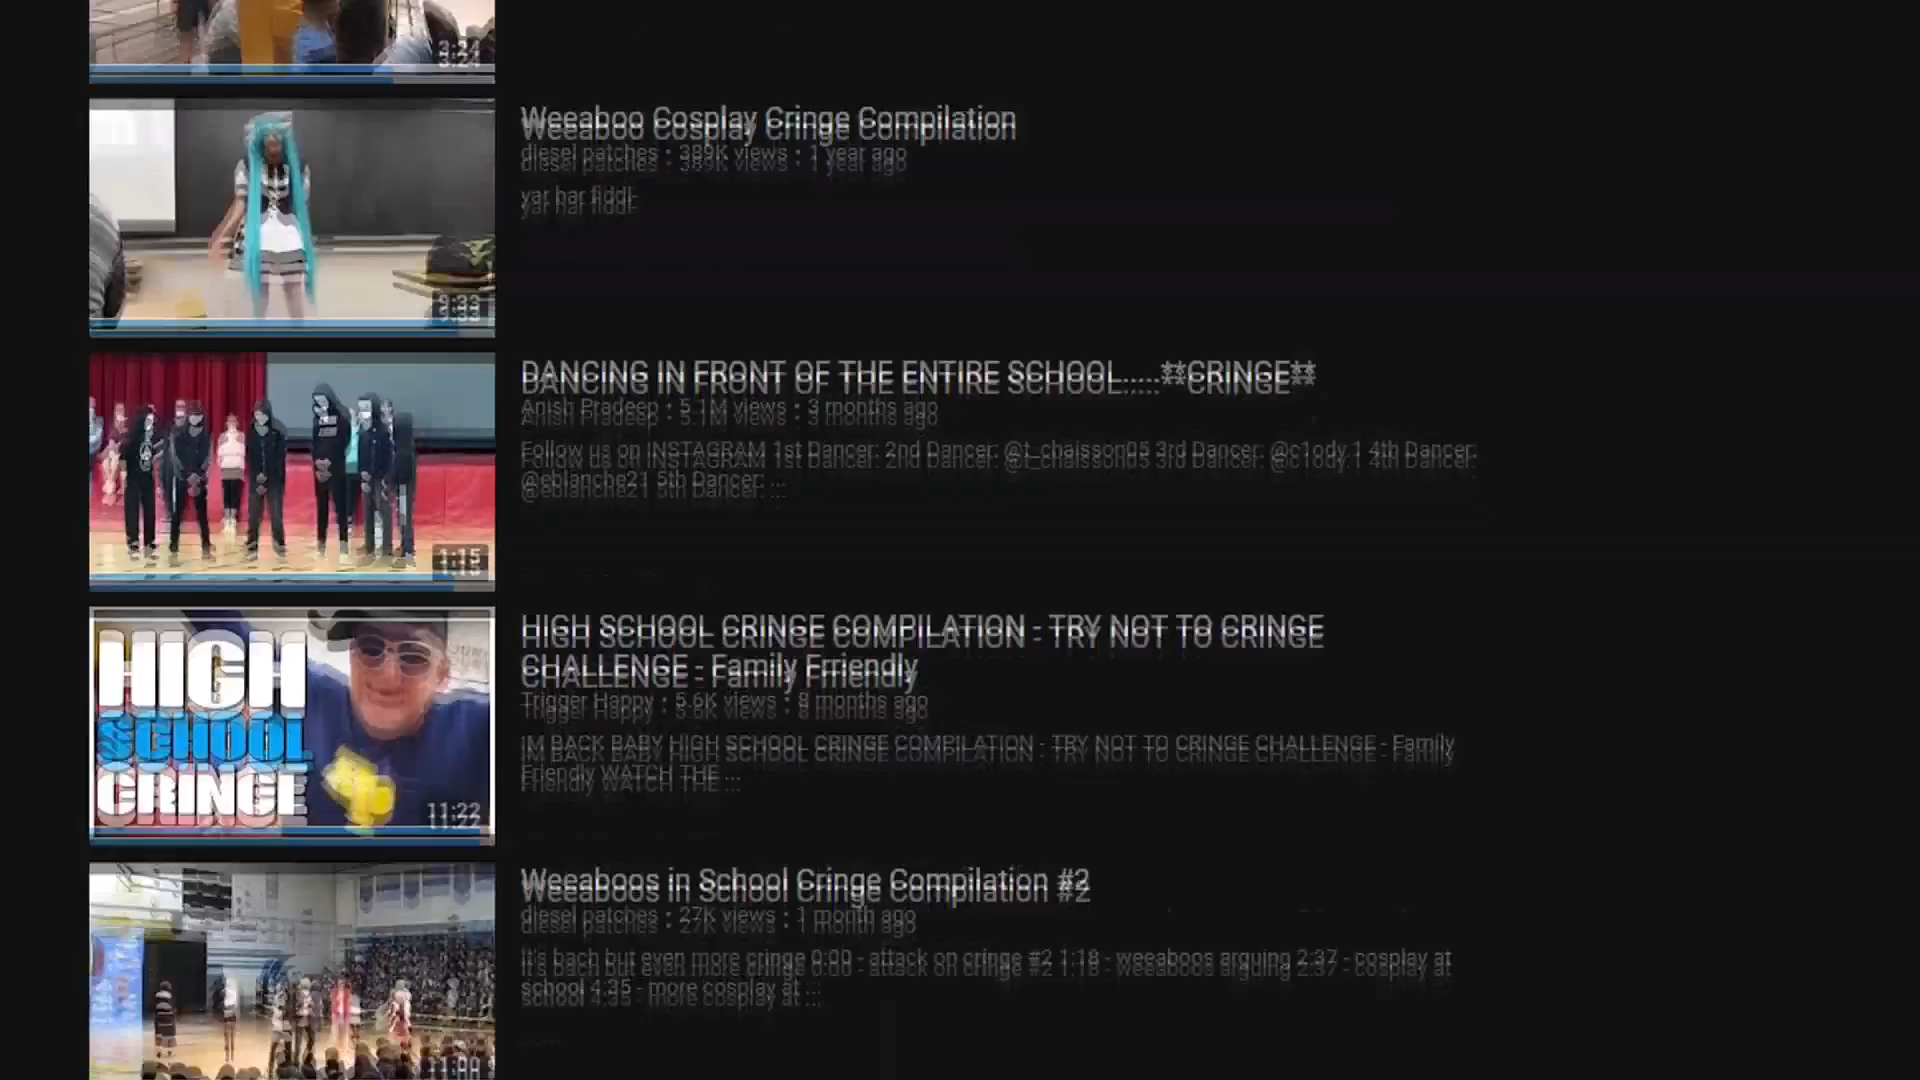 3:24
Weeaboo Cosplay Cringe Compilation
diesel patches • 389K views • 1 year ago
yar har fiddl-
9:33
DANCING IN FRONT OF THE ENTIRE SCHOOL.....**CRINGE**
Anish Pradeep • 5.1M views • 3 months ago
Follow us on INSTAGRAM 1st Dancer: 2nd Dancer: @t_chaisson05 3rd Dancer: @c1ody.1 4th Dancer:
@eblanche21 5th Dancer: ...
1:15
HIGH SCHOOL CRINGE COMPILATION - TRY NOT TO CRINGE
CHALLENGE - Family Frriendly
Trigger Happy • 5.6K views • 8 months ago
IM BACK BABY HIGH SCHOOL CRINGE COMPILATION - TRY NOT TO CRINGE CHALLENGE - Family
Friendly WATCH THE ...
HIGH
SCHOOL
CRINGE
11:22
Weeaboos in School Cringe Compilation #2
diesel patches • 27K views • 1 month ago
It's bach but even more cringe 0:00 - attack on cringe #2 1:18 - weeaboos arguing 2:37 - cosplay at
school 4:35 - more cosplay at ...